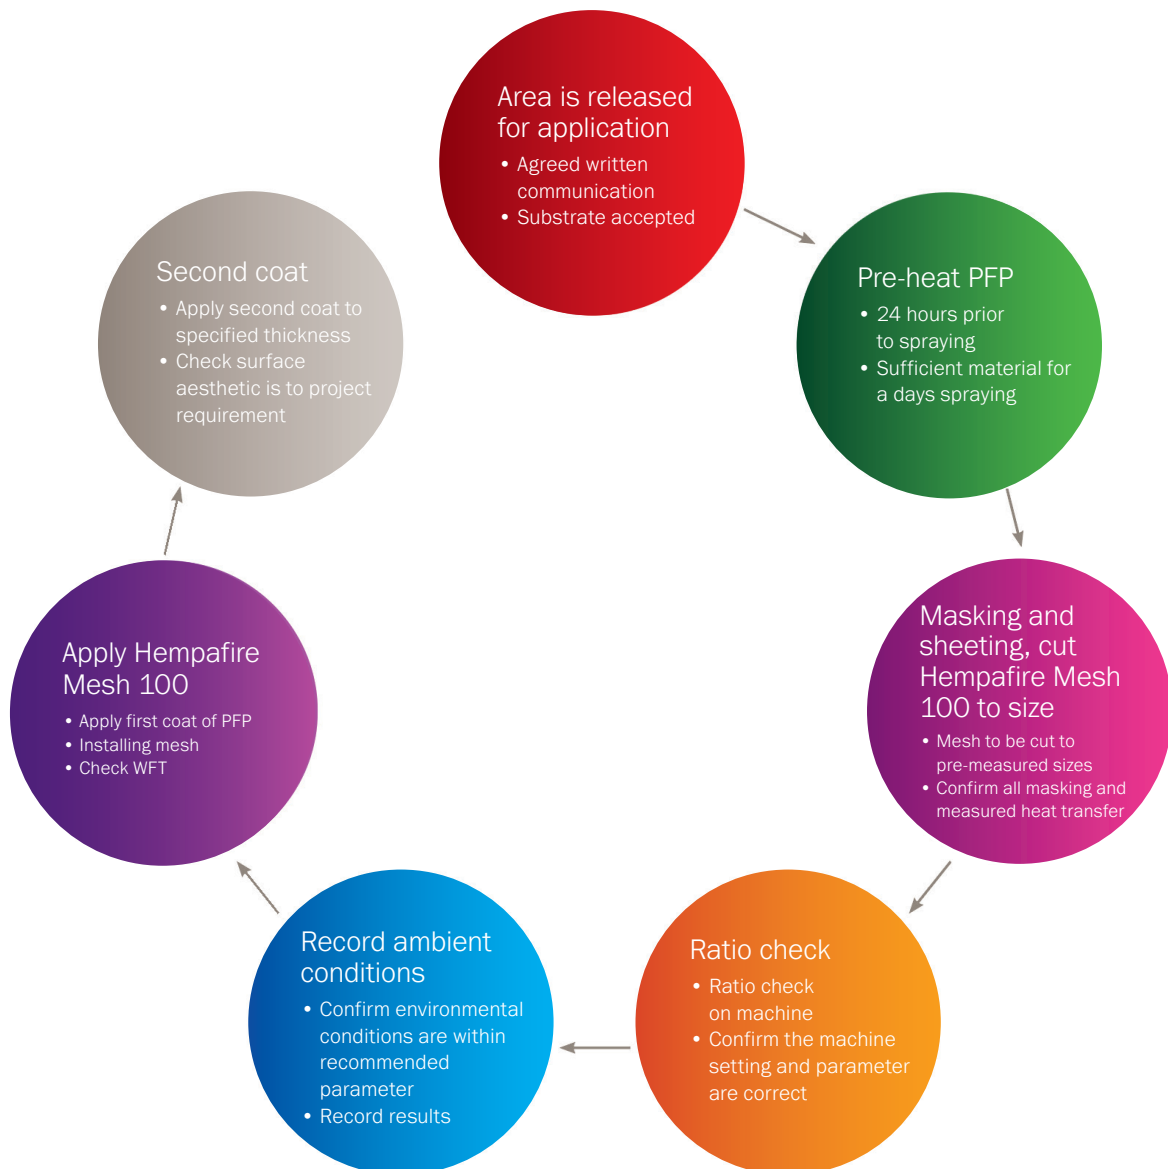 Area is released
for application
• Agreed written
communication
• Substrate accepted
Pre-heat PFP
• 24 hours prior
to spraying
• Sufficient material for
a days spraying
Masking and
sheeting, cut
Hempafire Mesh
100 to size
• Mesh to be cut to
pre-measured sizes
• Confirm all masking and
measured heat transfer
Ratio check
• Ratio check
on machine
• Confirm the machine
setting and parameter
are correct
Record ambient
conditions
• Confirm environmental
conditions are within
recommended
parameter
• Record results
Apply Hempafire
Mesh 100
• Apply first coat of PFP
• Installing mesh
• Check WFT
Second coat
• Apply second coat to
specified thickness
• Check surface
aesthetic is to project
requirement